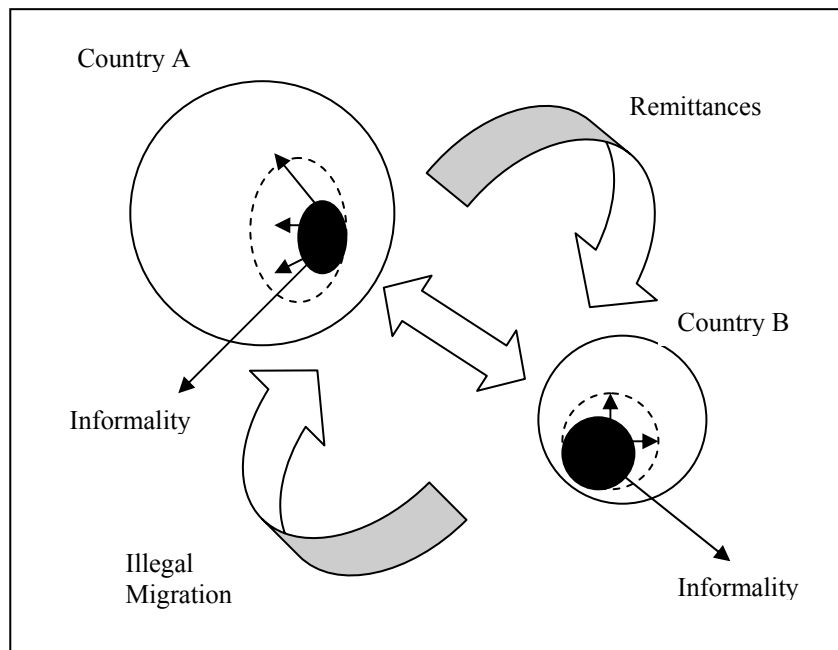 Country A
Remittances
Country B
Informality
Illegal
Migration
Informality